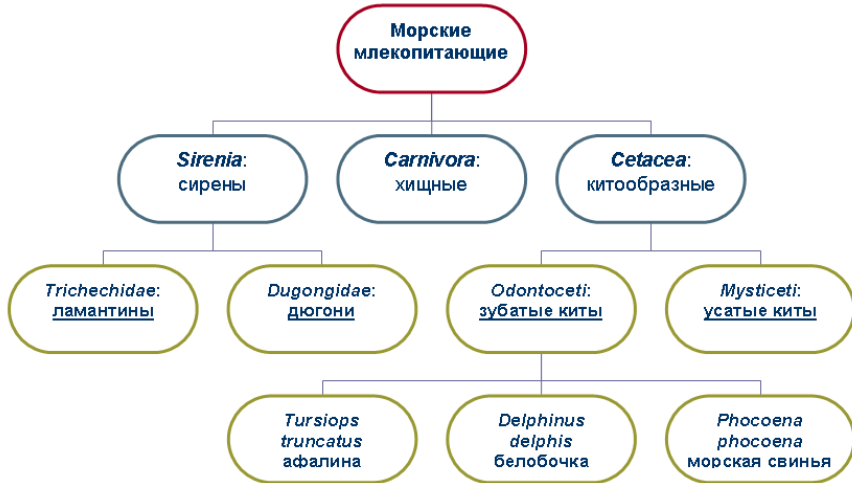 Морские
млекопитающие
Sirenia:
сирены
Carnivora:
хищные
Cetacea:
китообразные
Trichechidae:
ламантины
Dugongidae:
дюгони
Odontoceti:
зубатые киты
Mysticeti:
усатые киты
Tursiops
truncatus
афалина
Delphinus
delphis
белобочка
Phocoena
phocoena
морская свинья